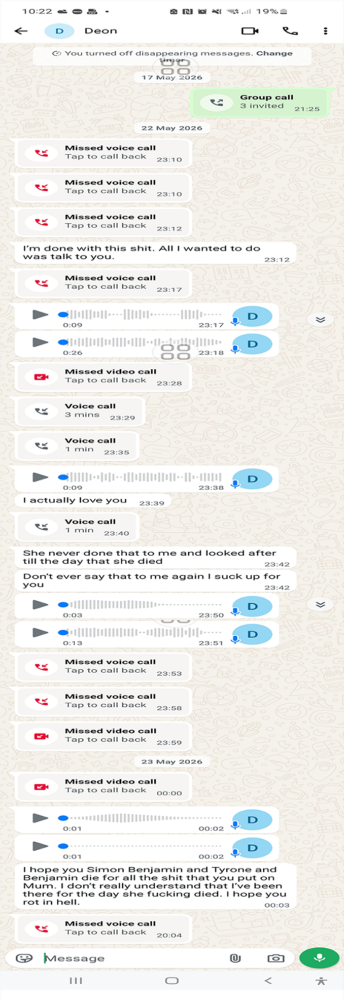 10:22 19%
D Deon
You turned off disappearing messages. Change
timer
17 May 2026
Group call
3 invited 21:25
22 May 2026
Missed voice call
Tap to call back 23:10
Missed voice call
Tap to call back 23:10
Missed voice call
Tap to call back 23:12
I'm done with this shit. All I wanted to do
was talk to you. 23:12
Missed voice call
Tap to call back 23:17
D
0:09 23:17
D
0:26 23:18
Missed video call
Tap to call back 23:28
Voice call
3 mins 23:29
Voice call
1 min 23:35
D
0:09 23:38
I actually love you 23:39
Voice call
1 min 23:40
She never done that to me and looked after
till the day that she died 23:42
Don't ever say that to me again I suck up for
you 23:42
D
0:03 23:50
D
0:13 23:51
Missed voice call
Tap to call back 23:53
Missed voice call
Tap to call back 23:58
Missed video call
Tap to call back 23:59
23 May 2026
Missed video call
Tap to call back 00:00
D
0:01 00:02
D
0:01 00:02
I hope you Simon Benjamin and Tyrone and
Benjamin die for all the shit that you put on
Mum. I don't really understand that I've been
there for the day she fucking died. I hope you
rot in hell. 00:03
Missed voice call
Tap to call back 20:04
Message